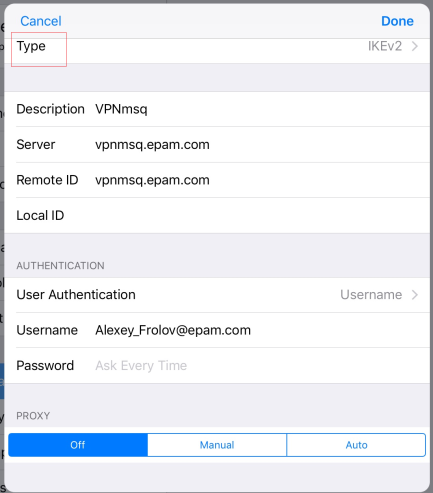 Cancel Done
Type IKEv2
Description VPNmsq
Server vpnmsq.epam.com
Remote ID vpnmsq.epam.com
Local ID
AUTHENTICATION
User Authentication Username
Username Alexey_Frolov@epam.com
Password Ask Every Time
PROXY
Off Manual Auto